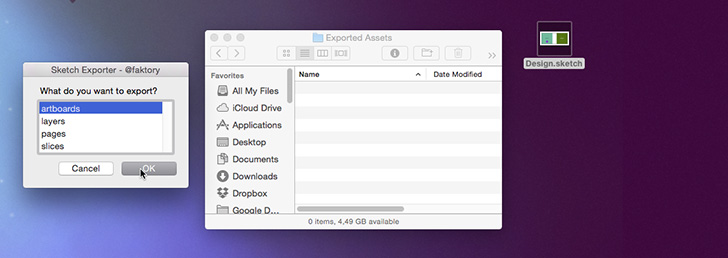 Sketch Exporter - @faktory
What do you want to export?
artboards
layers
pages
slices
Cancel
OK
Exported Assets
Favorites
All My Files
iCloud Drive
Applications
Desktop
Documents
Downloads
Dropbox
Google D...
Name
Date Modified
0 items, 4,49 GB available
Design.sketch